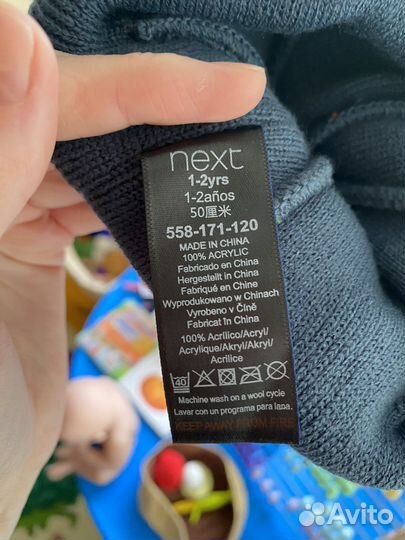 next
1-2yrs
1-2años
50厘米
558-171-120
MADE IN CHINA
100% ACRYLIC
Fabricado en China
Hergestellt in China
Fabriqué en Chine
Wyprodukowano w Chinach
Vyrobeno v Číně
Fabricat în China
100% Acrílico/Acryl/
Acrylique/Akryl/Akryl/
Acrilice
40
Machine wash on a wool cycle
Lavar con un programa para lana.
KEEP AWAY FROM FIRE
Avito